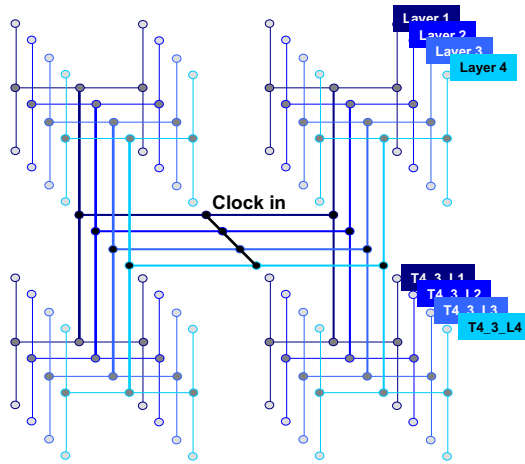 Layer 1
Layer 2
Layer 3
Layer 4
Clock in
T4_3_L1
T4_3_L2
T4_3_L3
T4_3_L4